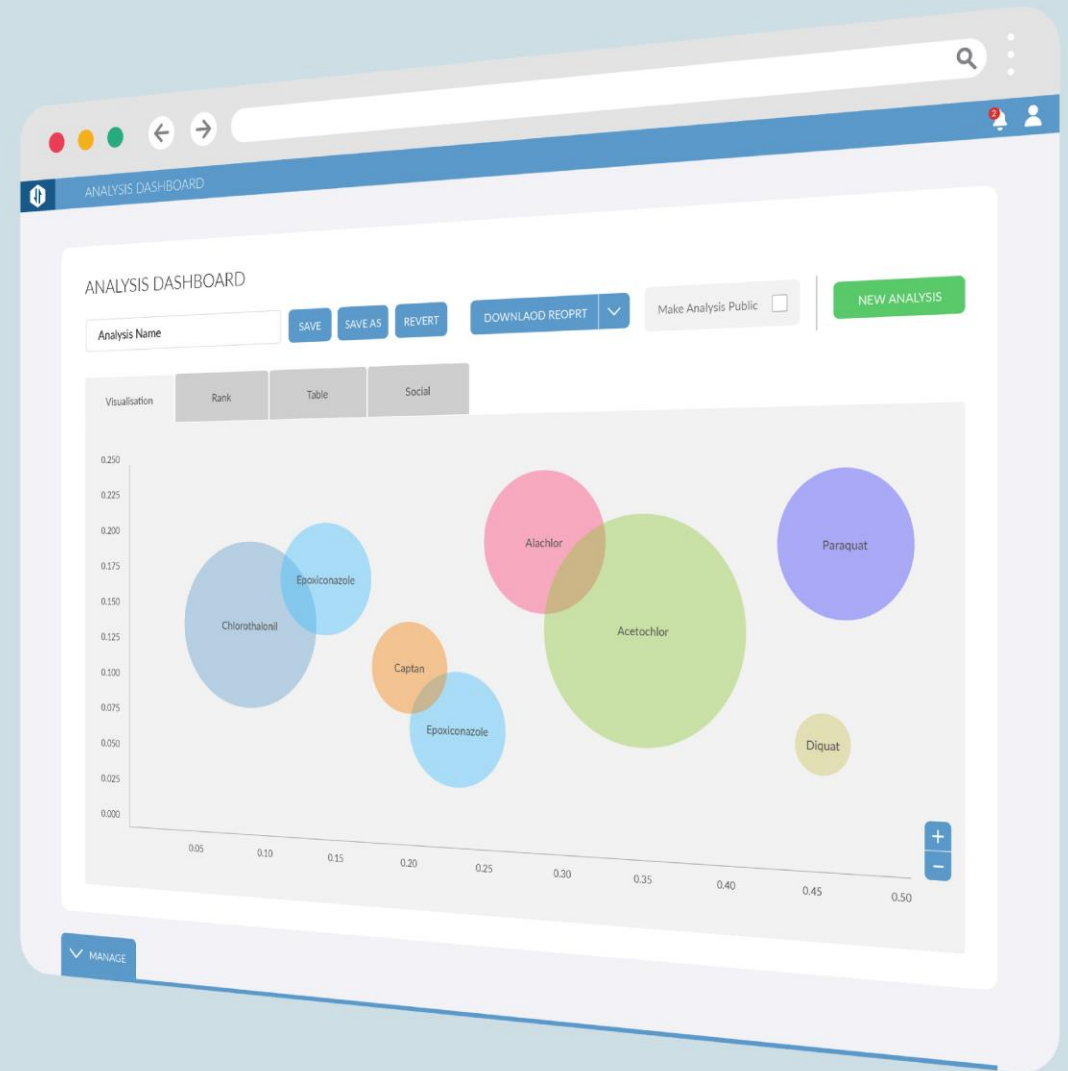 2
ANALYSIS DASHBOARD
ANALYSIS DASHBOARD
Analysis Name
SAVE
SAVE AS
REVERT
DOWNLAOD REOPRT
Make Analysis Public
NEW ANALYSIS
Visualisation
Rank
Table
Social
0.250
0.225
0.200
0.175
0.150
0.125
0.100
0.075
0.050
0.025
0.000
Chlorothalonil
Epoxiconazole
Captan
Epoxiconazole
Alachlor
Acetochlor
Paraquat
Diquat
+
−
0.05
0.10
0.15
0.20
0.25
0.30
0.35
0.40
0.45
0.50
MANAGE